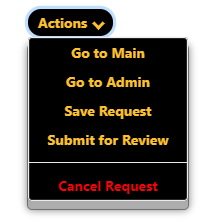 Actions
Go to Main
Go to Admin
Save Request
Submit for Review
Cancel Request